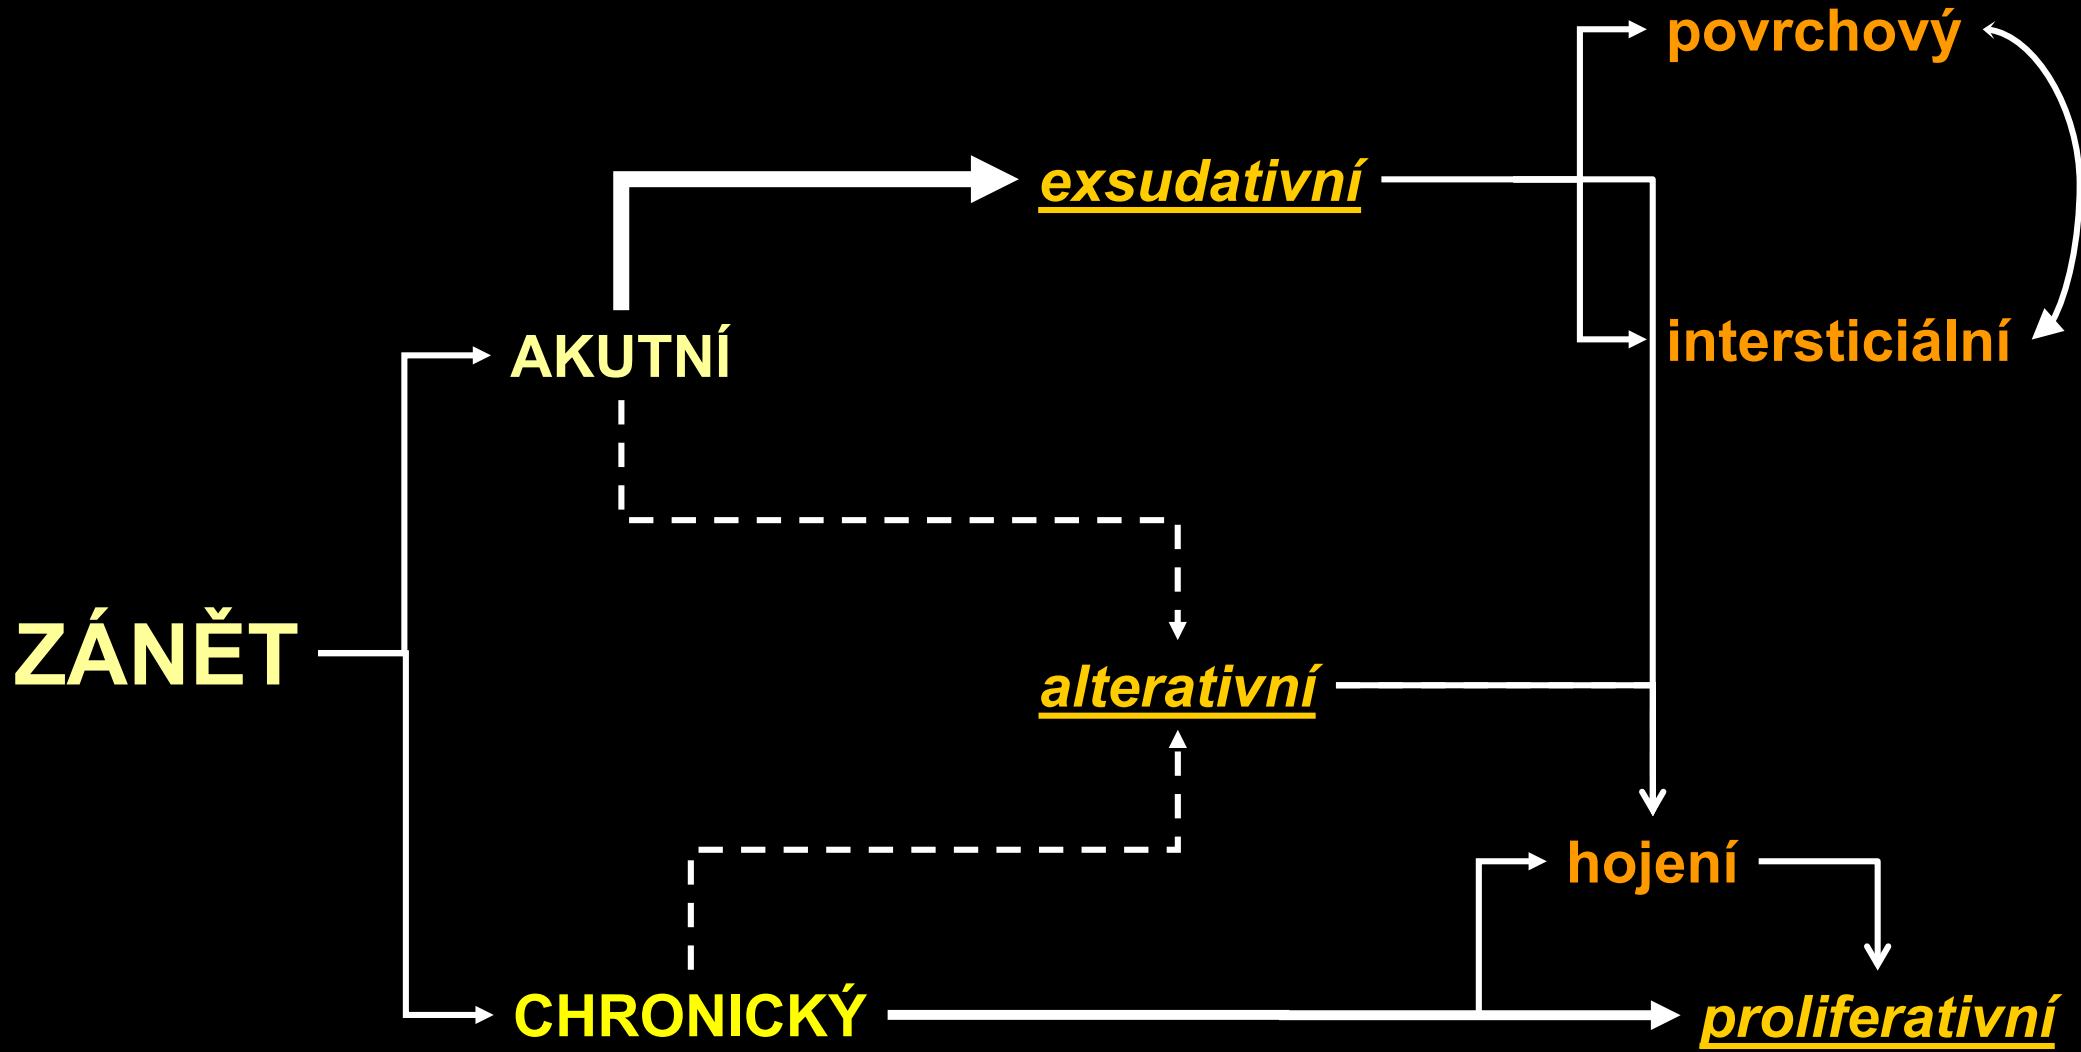 povrchový
exsudativní
intersticiální
AKUTNÍ
ZÁNĚT
alterativní
hojení
CHRONICKÝ
proliferativní